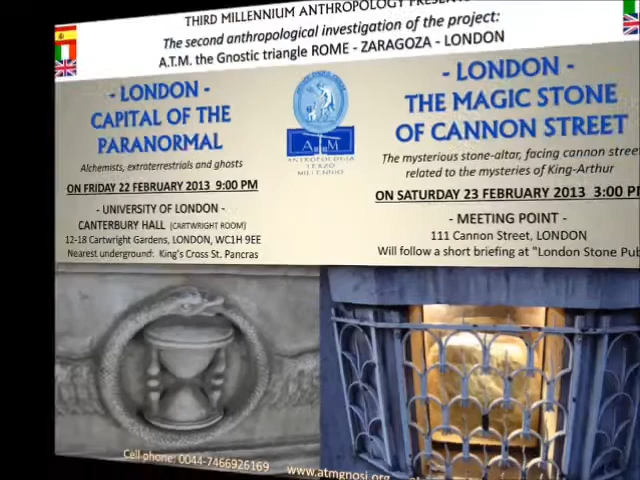 THIRD MILLENNIUM ANTHROPOLOGY PRESENTS
The second anthropological investigation of the project:
A.T.M. the Gnostic triangle ROME - ZARAGOZA - LONDON
- LONDON -
CAPITAL OF THE
PARANORMAL
Alchemists, extraterrestrials and ghosts
ON FRIDAY 22 FEBRUARY 2013 9:00 PM
- UNIVERSITY OF LONDON -
CANTERBURY HALL (CARTWRIGHT ROOM)
12-18 Cartwright Gardens, LONDON, WC1H 9EE
Nearest underground: King's Cross St. Pancras
A M
ANTROPOLOGIA
TERZO
MILLENNIO
- LONDON -
THE MAGIC STONE
OF CANNON STREET
The mysterious stone-altar, facing cannon stree
related to the mysteries of King-Arthur
ON SATURDAY 23 FEBRUARY 2013 3:00 PM
- MEETING POINT -
111 Cannon Street, LONDON
Will follow a short briefing at "London Stone Pub
Cell-phone: 0044-7466926169
www.atmgnosi.org